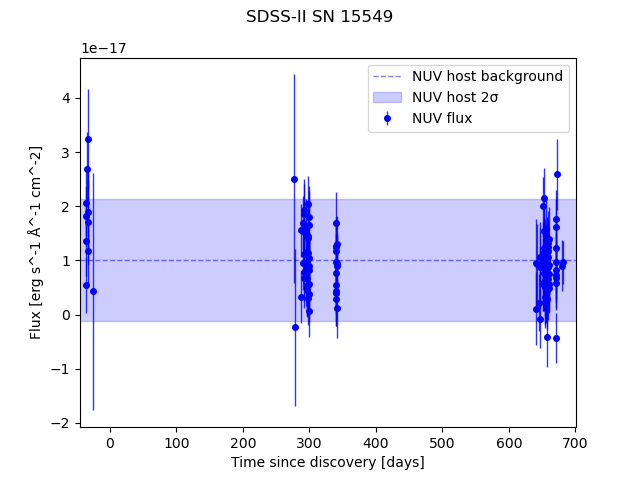 SDSS-II SN 15549
1e−17
NUV host background
NUV host 2σ
NUV flux
4
3
2
1
0
−1
−2
Flux [erg s^-1 Å^-1 cm^-2]
0 100 200 300 400 500 600 700
Time since discovery [days]